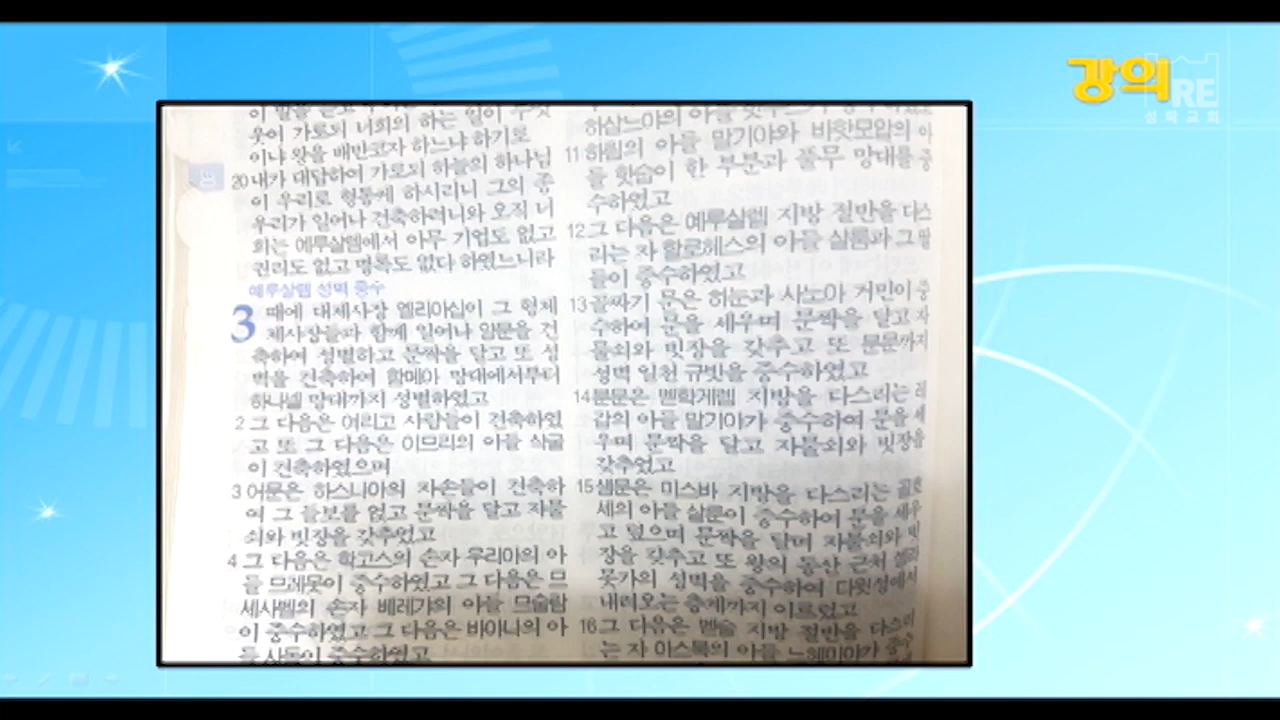 강의
RE
성락교회
못이 가로되 너희의 하는 일이 무엇
이냐 왕을 배반코자 하느냐 하기로
20 내가 대답하여 가로되 하늘의 하나님
이 우리로 형통케 하시리니 그의 종
우리가 일어나 건축하려니와 오직 너
희는 예루살렘에서 아무 기업도 없고
권리도 없고 명록도 없다 하였느니라
예루살렘 성벽 중수
3 때에 대제사장 엘리아십이 그 형제
제사장들과 함께 일어나 양문을 건
축하여 성별하고 문짝을 달고 또 성
벽을 건축하여 함메아 망대에서부터
하나넬 망대까지 성별하였고
2 그 다음은 여리고 사람들이 건축하였
고 또 그 다음은 이므리의 아들 삭굴
이 건축하였으며
3 어문은 하스나아의 자손들이 건축하
여 그 들보를 얹고 문짝을 달고 자물
쇠와 빗장을 갖추었고
4 그 다음은 학고스의 손자 우리아의 아
들 므레못이 중수하였고 그 다음은 므
세사벨의 손자 베레갸의 아들 므술람
이 중수하였고 그 다음은 바아나의 아
들 사독이 중수하였고
하삽느야의 아들
11 하림의 아들 말기야와 바핫모압의 아
들 핫숩이 한 부분과 풀무 망대를 중
수하였고
12 그 다음은 예루살렘 지방 절반을 다스
리는 자 할로헤스의 아들 살룸과 그 딸
들이 중수하였고
13 골짜기 문은 하눈과 사노아 거민이 중
수하여 문을 세우며 문짝을 달고 자
물쇠와 빗장을 갖추고 또 분문까지
성벽 일천 규빗을 중수하였고
14 분문은 벧학게렘 지방을 다스리는 레
갑의 아들 말기야가 중수하여 문을 세
우며 문짝을 달고 자물쇠와 빗장을
갖추었고
15 샘문은 미스바 지방을 다스리는 골호
세의 아들 살룬이 중수하여 문을 세우
고 덮으며 문짝을 달며 자물쇠와 빗
장을 갖추고 또 왕의 동산 근처 셀라
못가의 성벽을 중수하여 다윗 성에서
내려오는 층계까지 이르렀고
16 그 다음은 벧술 지방 절반을 다스리
는 자 아스북의 아들 느헤미야가 중수